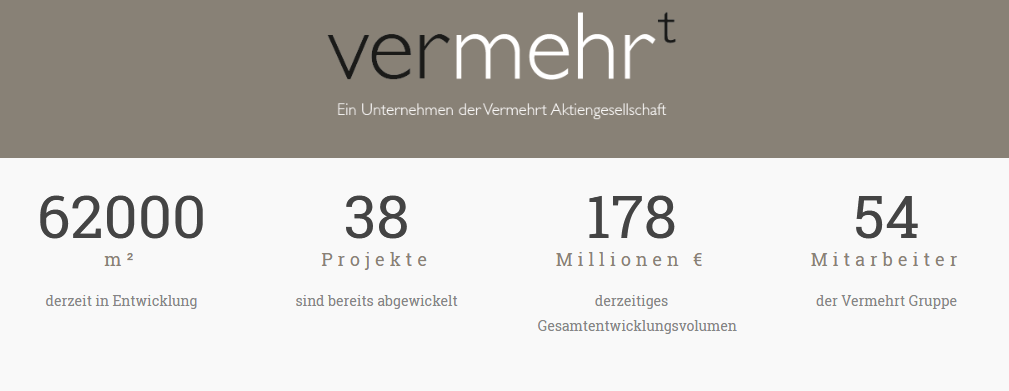 vermehrt
Ein Unternehmen der Vermehrt Aktiengesellschaft
62000
m²
derzeit in Entwicklung
38
Projekte
sind bereits abgewickelt
178
Millionen €
derzeitiges
Gesamtentwicklungsvolumen
54
Mitarbeiter
der Vermehrt Gruppe